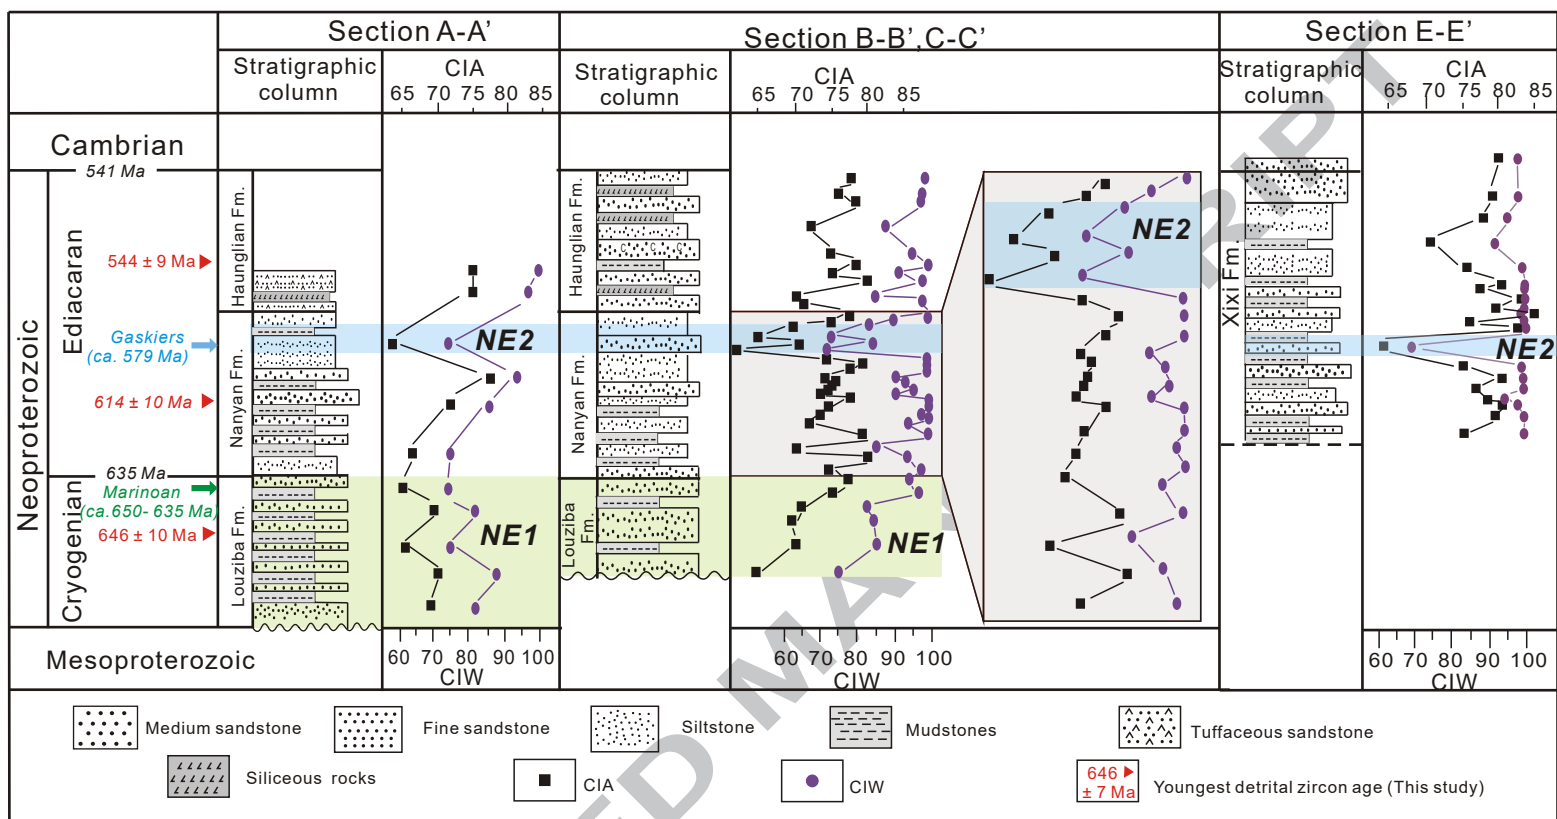 Section A-A’
Section B-B’,C-C’
Section E-E’
Stratigraphic
column
CIA
65 70 75 80 85
Stratigraphic
column
CIA
65 70 75 80 85
Stratigraphic
column
CIA
65 70 75 80 85
Cambrian
541 Ma
Neoproterozoic
Ediacaran
Haunglian Fm.
544 ± 9 Ma
Gaskiers
(ca. 579 Ma)
NE2
Nanyan Fm.
614 ± 10 Ma
635 Ma
Marinoan
(ca.650- 635 Ma)
646 ± 10 Ma
Cryogenian
Louziba Fm.
NE1
Haunglian Fm.
C C C
Nanyan Fm.
Louziba
Fm.
NE1
NE2
Xixi Fm.
NE2
Mesoproterozoic
60 70 80 90 100
CIW
60 70 80 90 100
CIW
60 70 80 90 100
CIW
Medium sandstone
Fine sandstone
Siltstone
Mudstones
Tuffaceous sandstone
Siliceous rocks
CIA
CIW
646
± 7 Ma
Youngest detrital zircon age (This study)